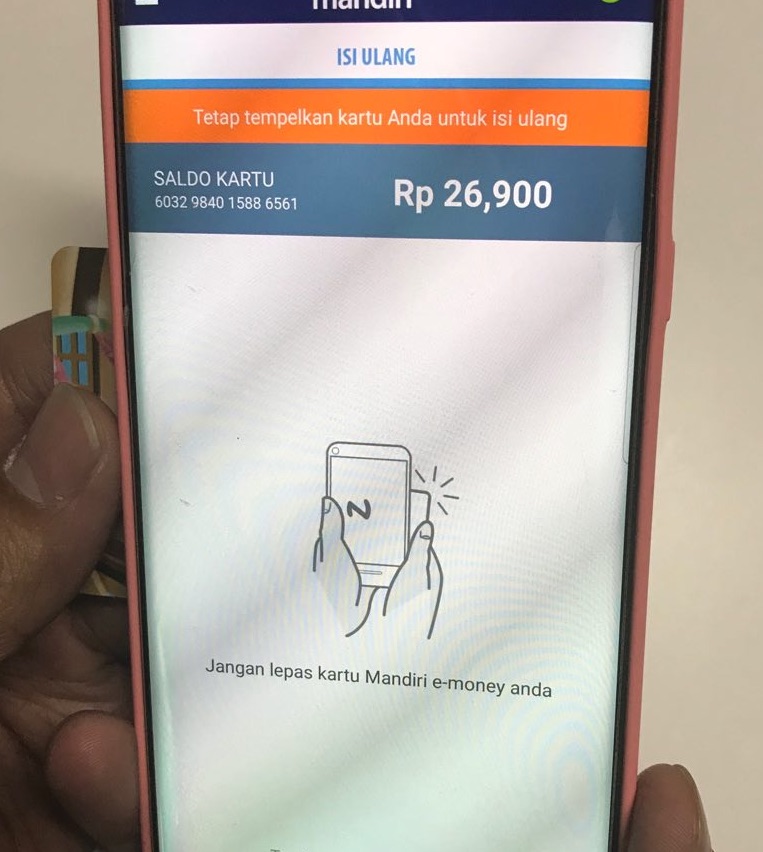 mandiri
ISI ULANG
Tetap tempelkan kartu Anda untuk isi ulang
SALDO KARTU
6032 9840 1588 6561
Rp 26,900
N
Jangan lepas kartu Mandiri e-money anda